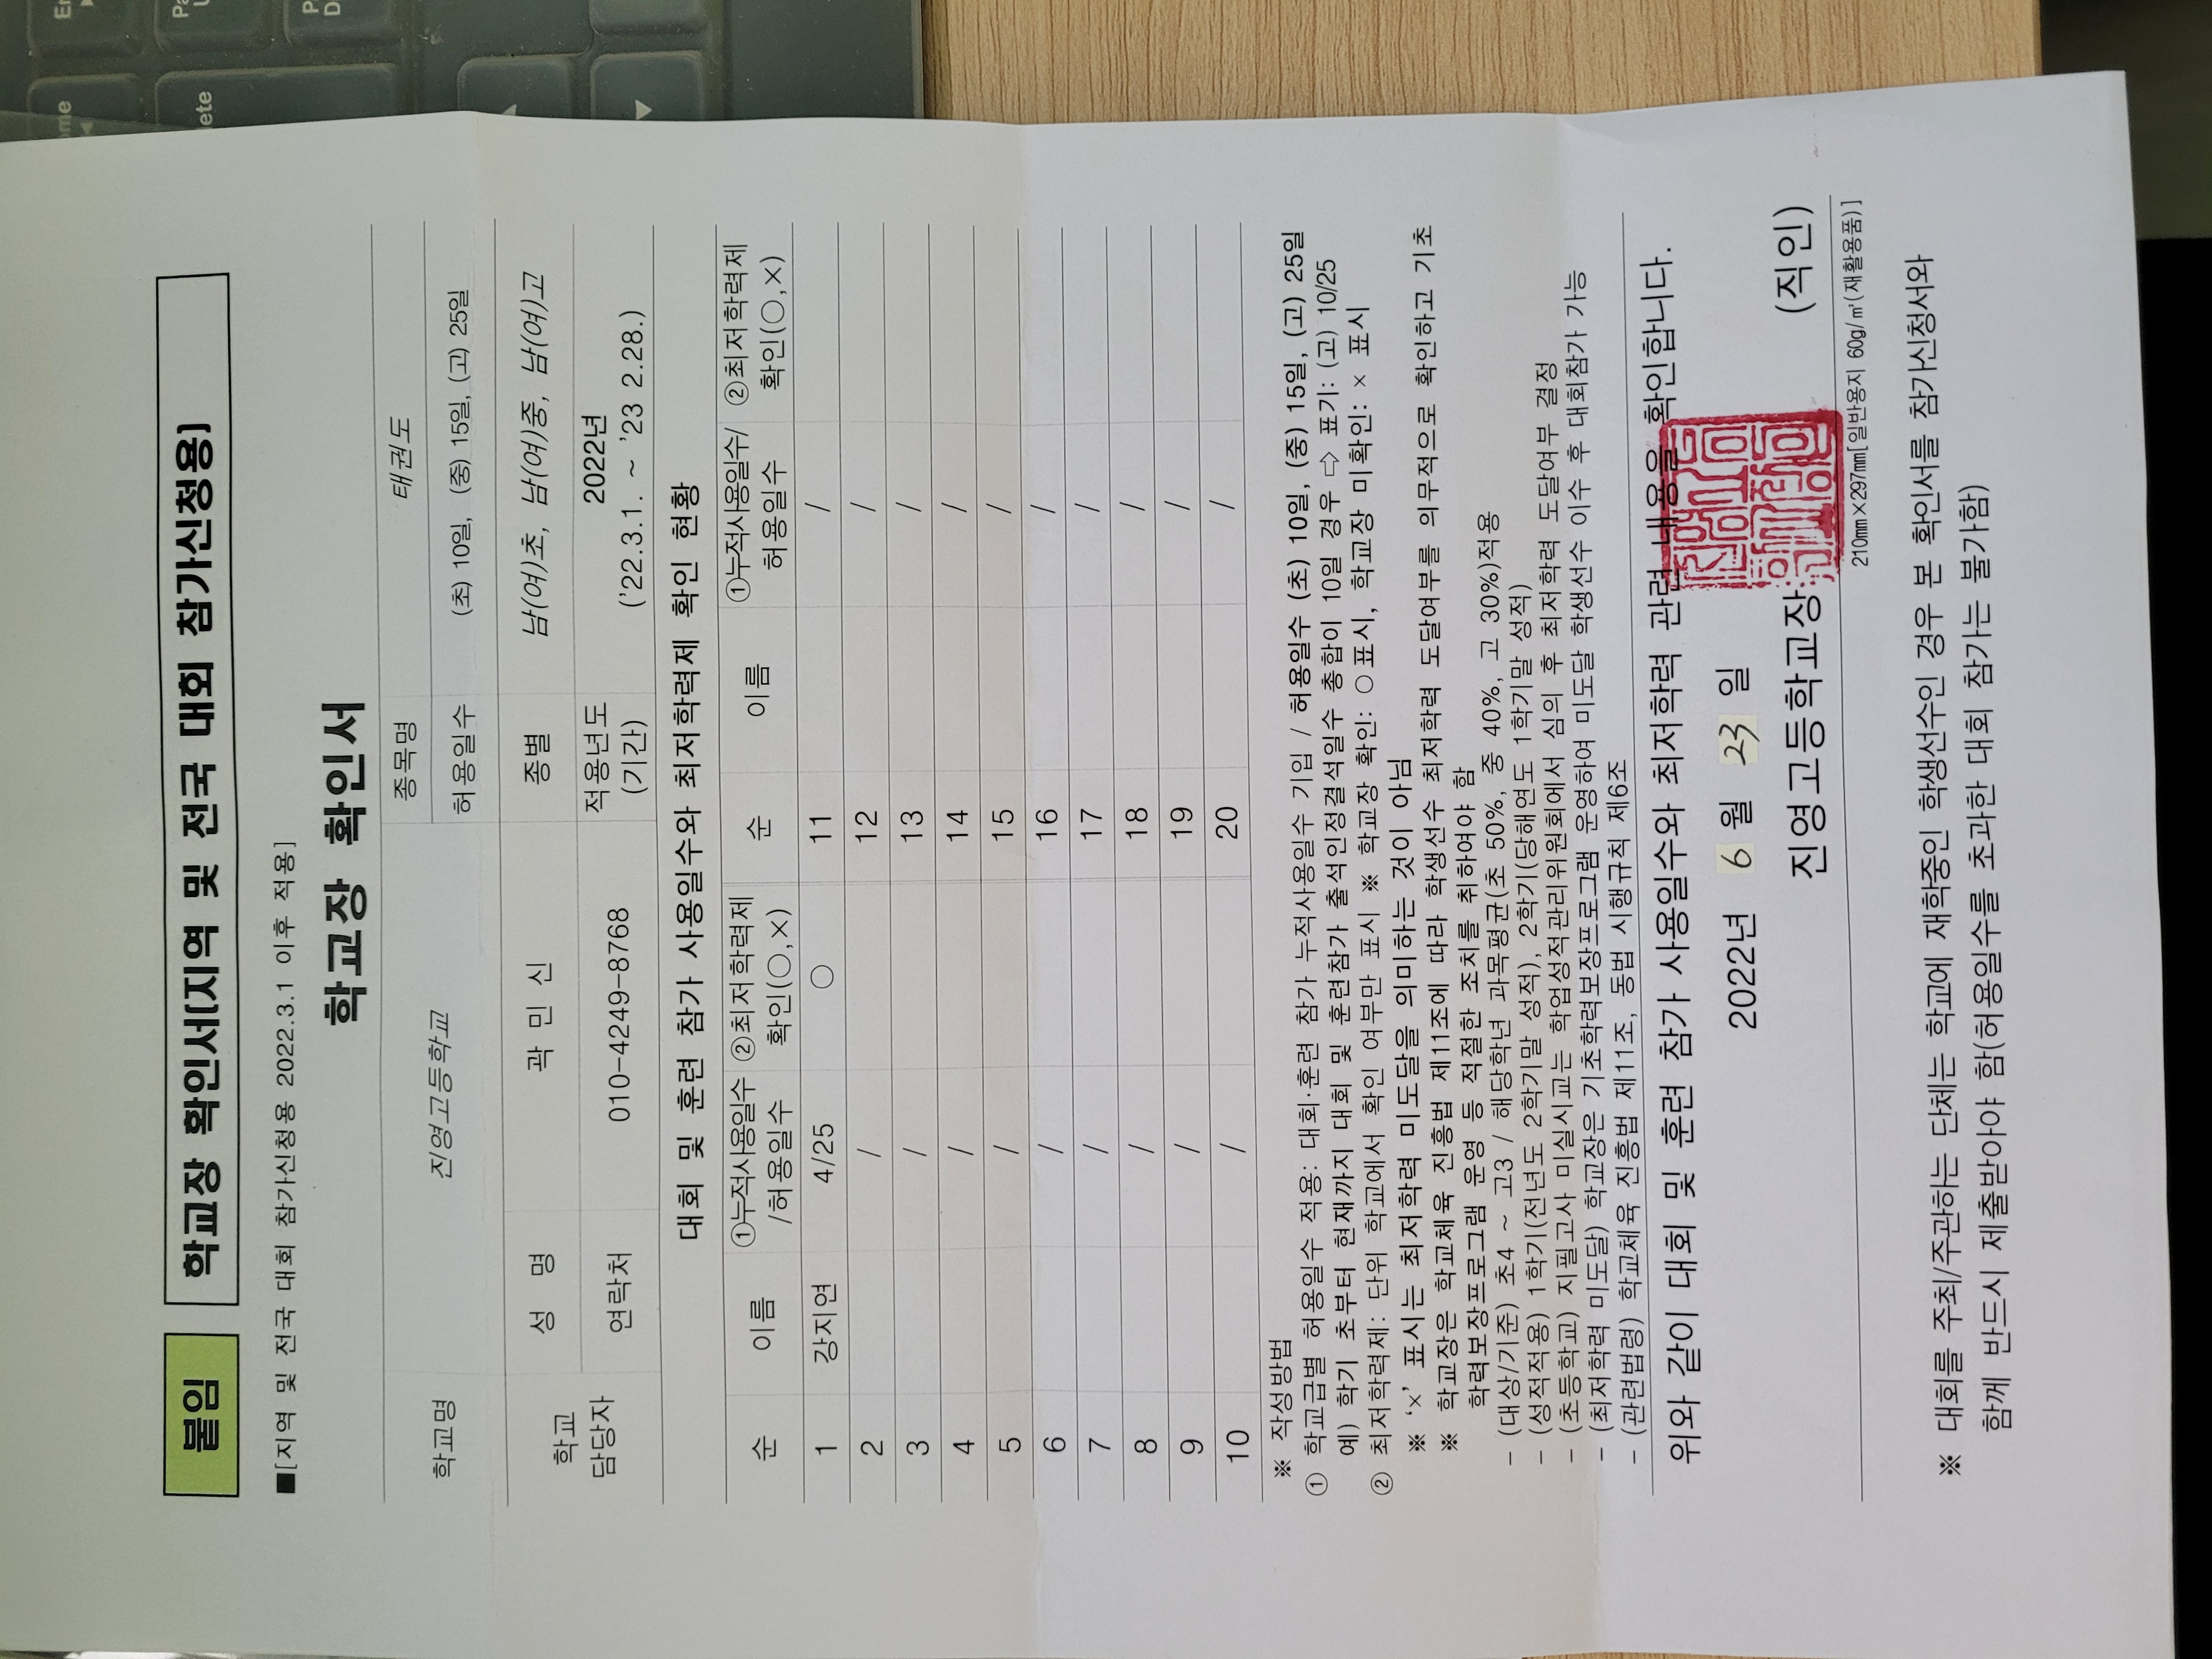 붙임
학교장 확인서[지역 및 전국 대회 참가신청용]
■[지역 및 전국 대회 참가신청용 2022.3.1 이후 적용]
학교장 확인서
학교명 진영고등학교 종목명 태권도
허용일수 (초) 10일, (중) 15일, (고) 25일
학교 담당자 성 명 곽 민 신 종별 남(여)초, 남(여)중, 남(여)고
연락처 010-4249-8768 적용년도 (기간) 2022년 ('22.3.1. ~ '23 2.28.)
대회 및 훈련 참가 사용일수와 최저학력제 확인 현황
순 이름 ①누적사용일수/허용일수 ②최저학력제 확인(○,×) 순 이름 ①누적사용일수/허용일수 ②최저학력제 확인(○,×)
1 강지연 4/25 ○ 11 /
2 / 12 /
3 / 13 /
4 / 14 /
5 / 15 /
6 / 16 /
7 / 17 /
8 / 18 /
9 / 19 /
10 / 20 /
※ 작성방법
① 학교급별 허용일수 적용: 대회·훈련 참가 누적사용일수 기입 / 허용일수 (초) 10일, (중) 15일, (고) 25일
예) 학기 초부터 현재까지 대회 및 훈련참가 출석인정결석일수 총합이 10일 경우 ⇨ 표기: (고) 10/25
② 최저학력제: 단위 학교에서 확인 여부만 표시 ※ 학교장 확인: ○표시, 학교장 미확인: × 표시
※ '×' 표시는 최저학력 미도달을 의미하는 것이 아님
※ 학교장은 학교체육 진흥법 제11조에 따라 학생선수 최저학력 도달여부를 의무적으로 확인하고 기초
학력보장프로그램 운영 등 적절한 조치를 취하여야 함
- (대상/기준) 초4 ~ 고3 / 해당학년 과목평균(초 50%, 중 40%, 고 30%)적용
- (성적적용) 1학기(전년도 2학기말 성적), 2학기(당해연도 1학기말 성적)
- (초등학교) 지필고사 미실시교는 학업성적관리위원회에서 심의 후 최저학력 도달여부 결정
- (최저학력 미도달) 학교장은 기초학력보장프로그램 운영하여 미도달 학생선수 이수 후 대회참가 가능
- (관련법령) 학교체육 진흥법 제11조, 동법 시행규칙 제6조
위와 같이 대회 및 훈련 참가 사용일수와 최저학력 관련 내용을 확인합니다.
2022년 6 월 23 일
진영고등학교장 (직인)
210㎜×297㎜[일반용지 60g/㎡(재활용품)]
※ 대회를 주최/주관하는 단체는 학교에 재학중인 학생선수인 경우 본 확인서를 참가신청서와
함께 반드시 제출받아야 함(허용일수를 초과한 대회 참가는 불가함)